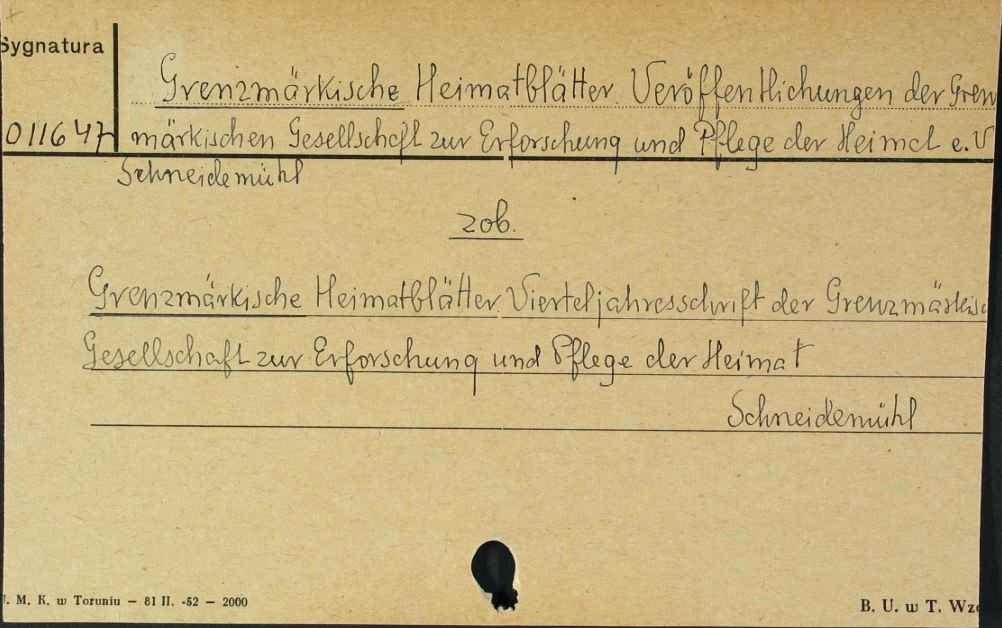 Sygnatura
Grenzmärkische Heimatblätter Veröffentlichungen der Gren
011647 märkischen Gesellschaft zur Erforschung und Pflege der Heimat e.V
Schneidemühl
zob.
Grenzmärkische Heimatblätter Vierteljahresschrift der Grenzmärkisc
Gesellschaft zur Erforschung und Pflege der Heimat
Schneidemühl
. M. K. w Toruniu — 81 II. -52 — 2000
B. U. w T. Wz